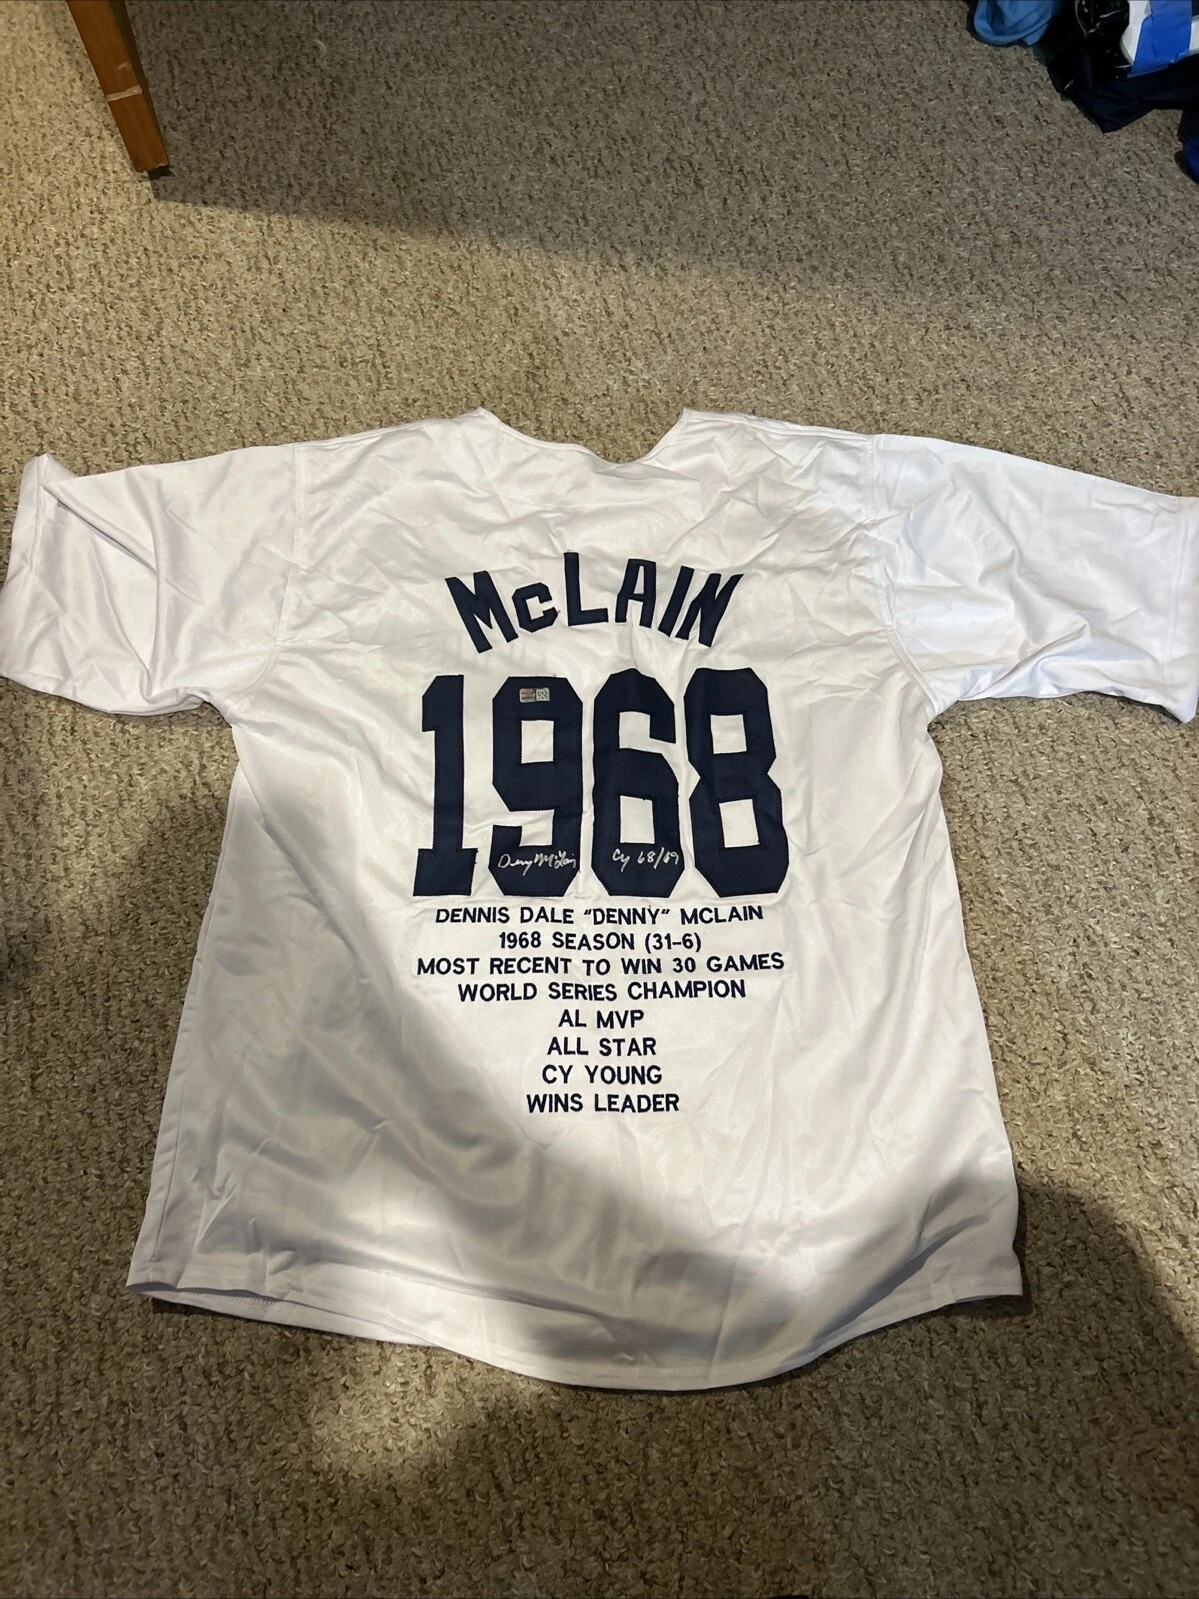 McLAIN
1968
Denny McLain Cy 68/69
DENNIS DALE "DENNY" MCLAIN
1968 SEASON (31-6)
MOST RECENT TO WIN 30 GAMES
WORLD SERIES CHAMPION
AL MVP
ALL STAR
CY YOUNG
WINS LEADER